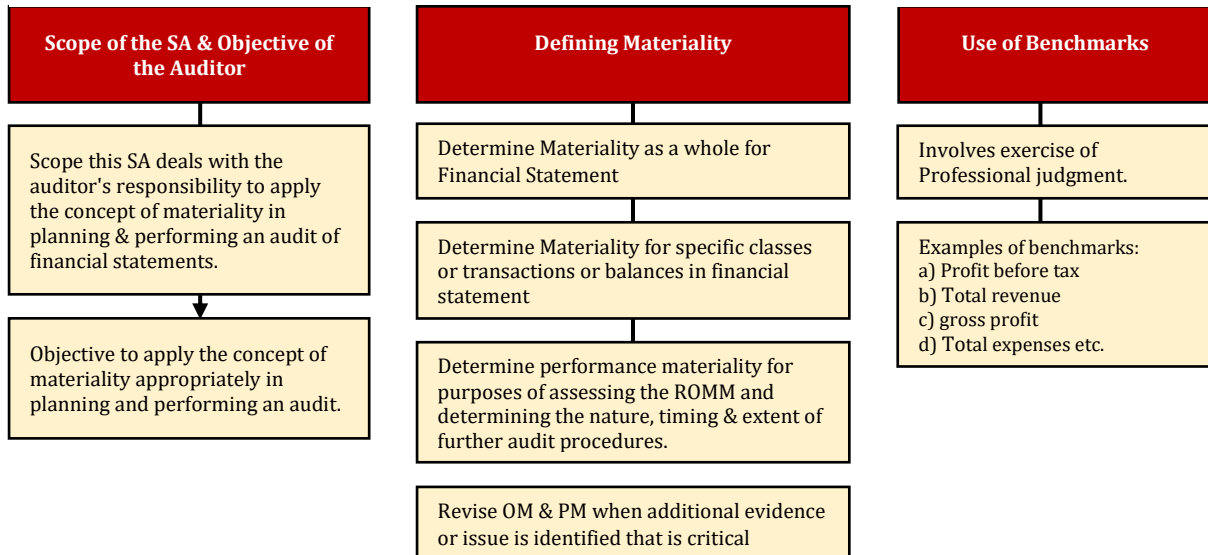 Scope of the SA & Objective of
the Auditor
Scope this SA deals with the
auditor's responsibility to apply
the concept of materiality in
planning & performing an audit of
financial statements.
Objective to apply the concept of
materiality appropriately in
planning and performing an audit.
Defining Materiality
Determine Materiality as a whole for
Financial Statement
Determine Materiality for specific classes
or transactions or balances in financial
statement
Determine performance materiality for
purposes of assessing the ROMM and
determining the nature, timing & extent of
further audit procedures.
Revise OM & PM when additional evidence
or issue is identified that is critical
Use of Benchmarks
Involves exercise of
Professional judgment.
Examples of benchmarks:
a) Profit before tax
b) Total revenue
c) gross profit
d) Total expenses etc.